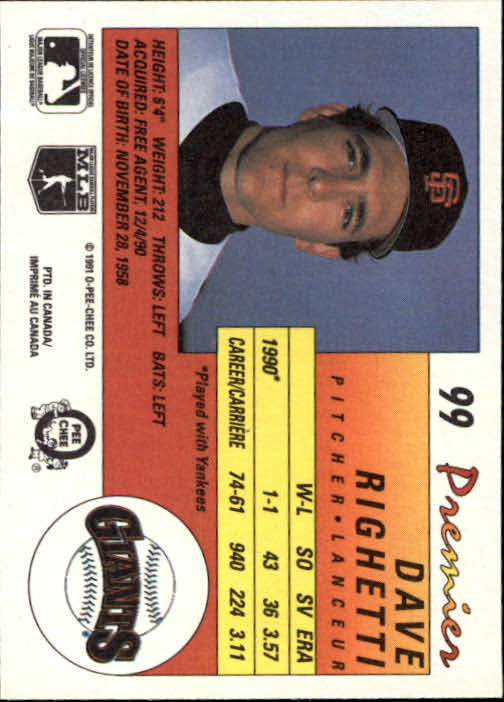 99 Premier
DAVE
RIGHETTI
PITCHER • LANCEUR
W-L SO SV ERA
1990* 1-1 43 36 3.57
CAREER/CARRIÈRE 74-61 940 224 3.11
*Played with Yankees
SF
HEIGHT: 6'4" WEIGHT: 212 THROWS: LEFT BATS: LEFT
ACQUIRED: FREE AGENT, 12/4/90
DATE OF BIRTH: NOVEMBER 28, 1958
GIANTS
MLB
© 1991 O-PEE-CHEE CO. LTD.
PTD. IN CANADA/
IMPRIMÉ AU CANADA
O
PEE
CHEE
®